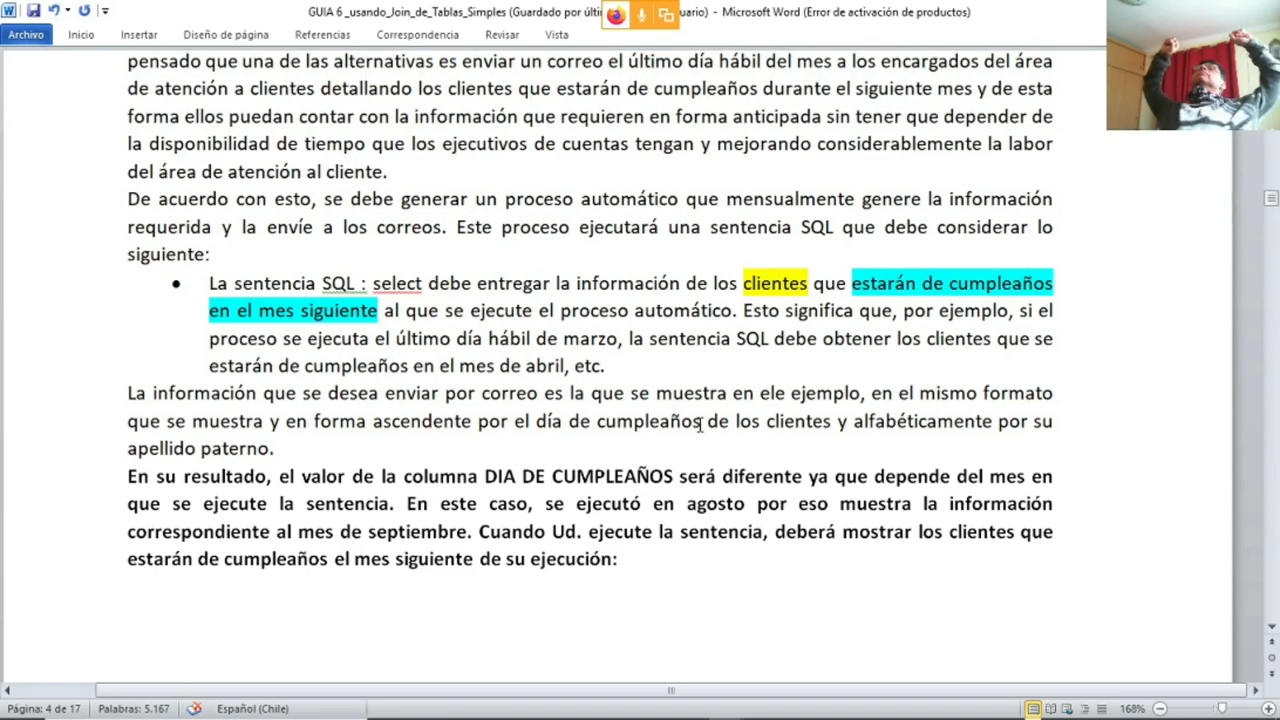 GUIA 6 _usando_Join_de_Tablas_Simples (Guardado por últi uario) - Microsoft Word (Error de activación de productos)
Archivo Inicio Insertar Diseño de página Referencias Correspondencia Revisar Vista
pensado que una de las alternativas es enviar un correo el último día hábil del mes a los encargados del área
de atención a clientes detallando los clientes que estarán de cumpleaños durante el siguiente mes y de esta
forma ellos puedan contar con la información que requieren en forma anticipada sin tener que depender de
la disponibilidad de tiempo que los ejecutivos de cuentas tengan y mejorando considerablemente la labor
del área de atención al cliente.
De acuerdo con esto, se debe generar un proceso automático que mensualmente genere la información
requerida y la envíe a los correos. Este proceso ejecutará una sentencia SQL que debe considerar lo
siguiente:
• La sentencia SQL : select debe entregar la información de los clientes que estarán de cumpleaños
en el mes siguiente al que se ejecute el proceso automático. Esto significa que, por ejemplo, si el
proceso se ejecuta el último día hábil de marzo, la sentencia SQL debe obtener los clientes que se
estarán de cumpleaños en el mes de abril, etc.
La información que se desea enviar por correo es la que se muestra en ele ejemplo, en el mismo formato
que se muestra y en forma ascendente por el día de cumpleaños de los clientes y alfabéticamente por su
apellido paterno.
En su resultado, el valor de la columna DIA DE CUMPLEAÑOS será diferente ya que depende del mes en
que se ejecute la sentencia. En este caso, se ejecutó en agosto por eso muestra la información
correspondiente al mes de septiembre. Cuando Ud. ejecute la sentencia, deberá mostrar los clientes que
estarán de cumpleaños el mes siguiente de su ejecución:
Página: 4 de 17 Palabras: 5.167 Español (Chile) 168%